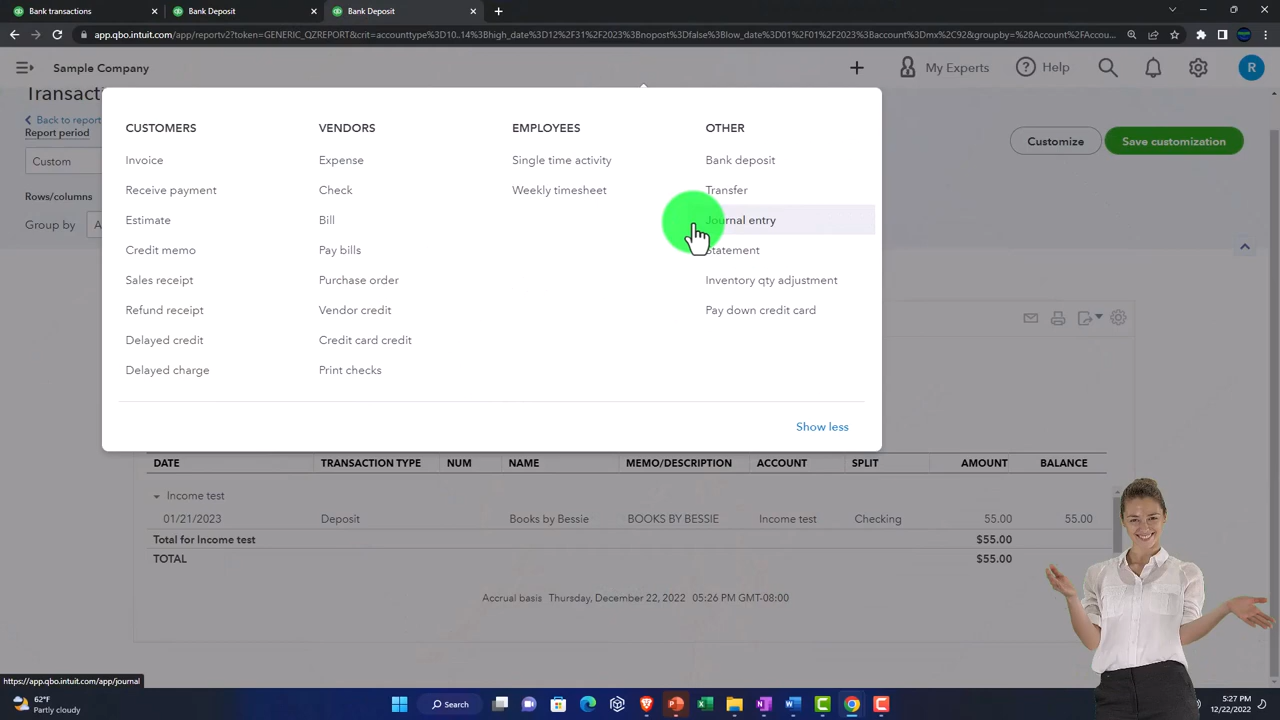 Bank transactions
Bank Deposit
Bank Deposit
app.qbo.intuit.com/app/reportv2?token=GENERIC_QZREPORT&crit=accounttype%3D10...14%3Bhigh_date%3D12%2F31%2F2023%3Bnopost%3Dfalse%3Blow_date%3D01%2F01%2F2023%3Baccount%3Dmx%2C92&groupby=%28Account%2FAccou...
Sample Company
My Experts
Help
R
Transac
Back to report
Report period
Custom
Rows/columns
Group by
A
Customize
Save customization
CUSTOMERS VENDORS EMPLOYEES OTHER
Invoice Expense Single time activity Bank deposit
Receive payment Check Weekly timesheet Transfer
Estimate Bill Journal entry
Credit memo Pay bills Statement
Sales receipt Purchase order Inventory qty adjustment
Refund receipt Vendor credit Pay down credit card
Delayed credit Credit card credit
Delayed charge Print checks
Show less
DATE TRANSACTION TYPE NUM NAME MEMO/DESCRIPTION ACCOUNT SPLIT AMOUNT BALANCE
Income test
01/21/2023 Deposit Books by Bessie BOOKS BY BESSIE Income test Checking 55.00 55.00
Total for Income test $55.00
TOTAL $55.00
Accrual basis Thursday, December 22, 2022 05:26 PM GMT-08:00
https://app.qbo.intuit.com/app/journal
62°F
Partly cloudy
Search
5:27 PM
12/22/2022